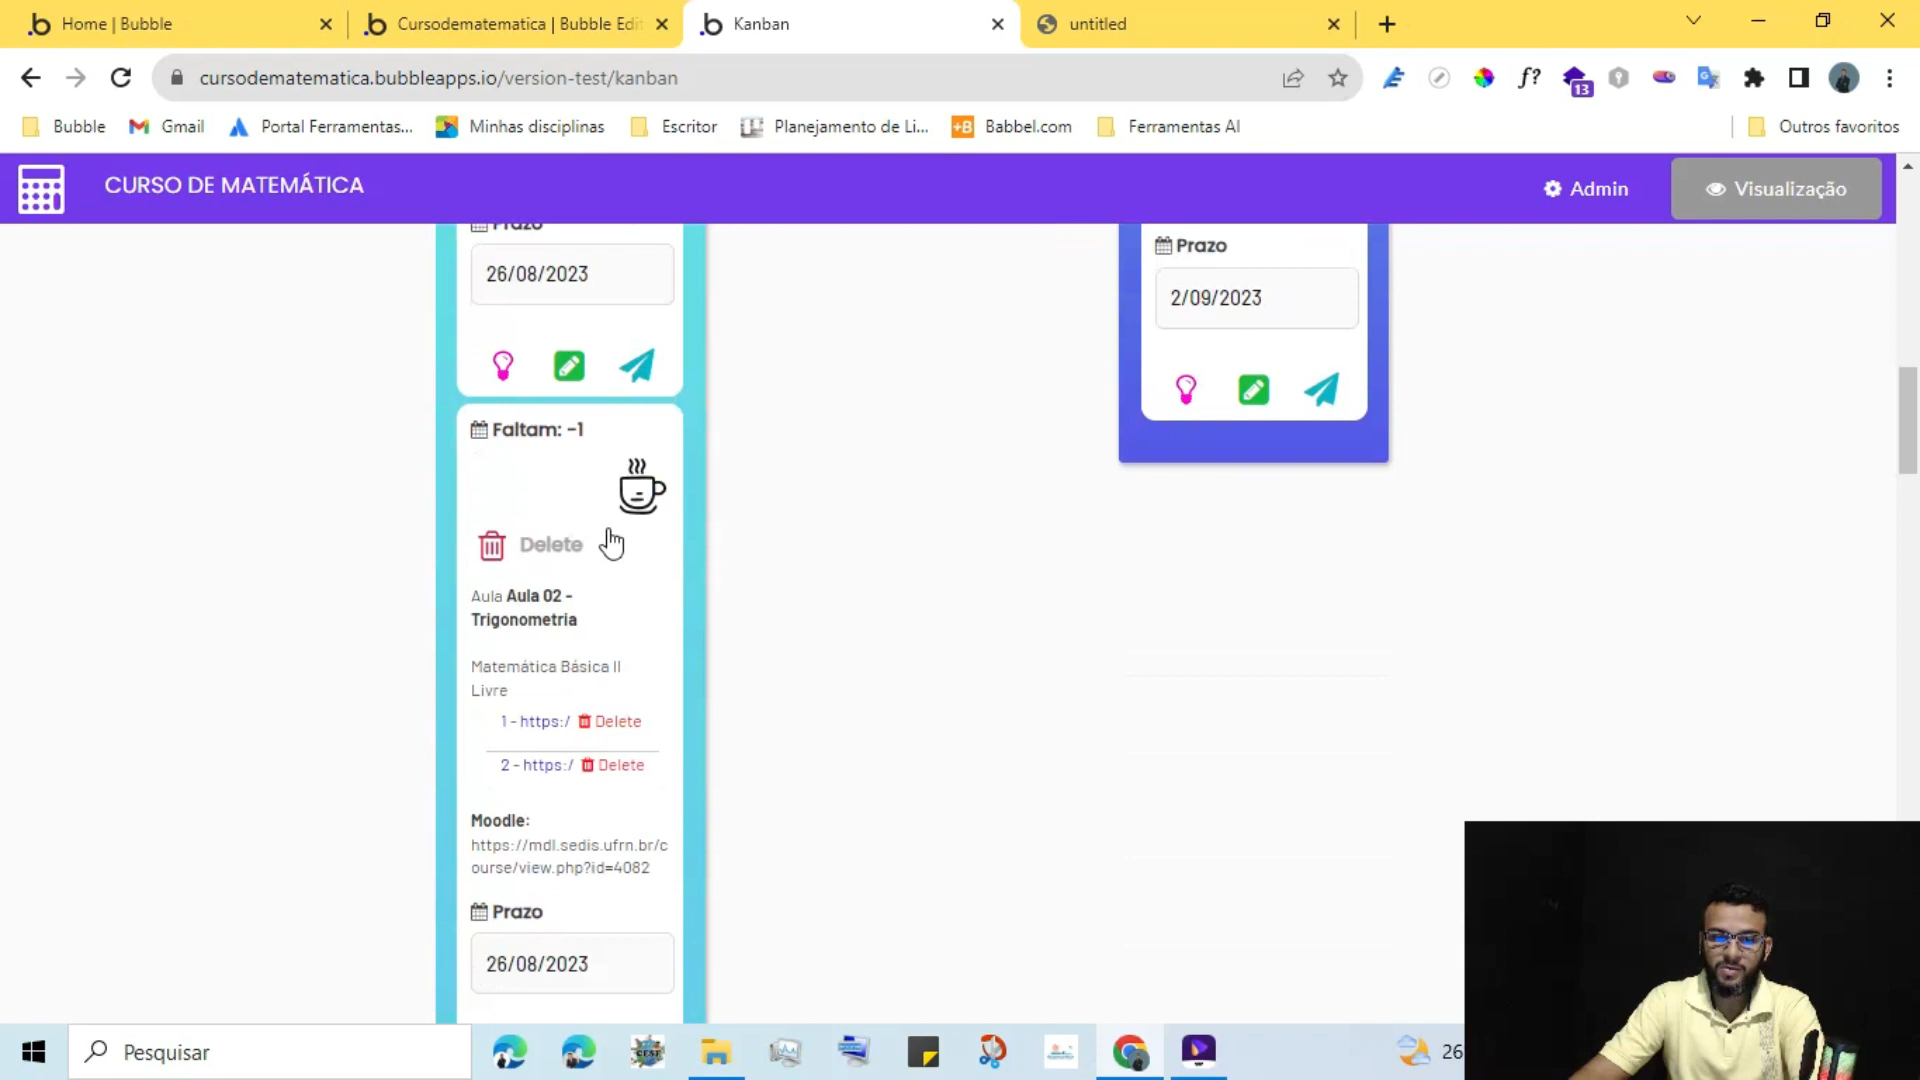 Home | Bubble
Cursodematematica | Bubble Edi
Kanban
untitled
cursodematematica.bubbleapps.io/version-test/kanban
f?
13
Bubble
Gmail
Portal Ferramentas...
Minhas disciplinas
Escritor
Planejamento de Li...
+B
Babbel.com
Ferramentas AI
Outros favoritos
CURSO DE MATEMÁTICA
Admin
Visualização
Prazo
26/08/2023
Faltam: -1
Delete
Aula Aula 02 -
Trigonometria
Matemática Básica II
Livre
1 - https:/ Delete
2 - https:/ Delete
Moodle:
https://mdl.sedis.ufrn.br/c
ourse/view.php?id=4082
Prazo
26/08/2023
Prazo
2/09/2023
Pesquisar
26